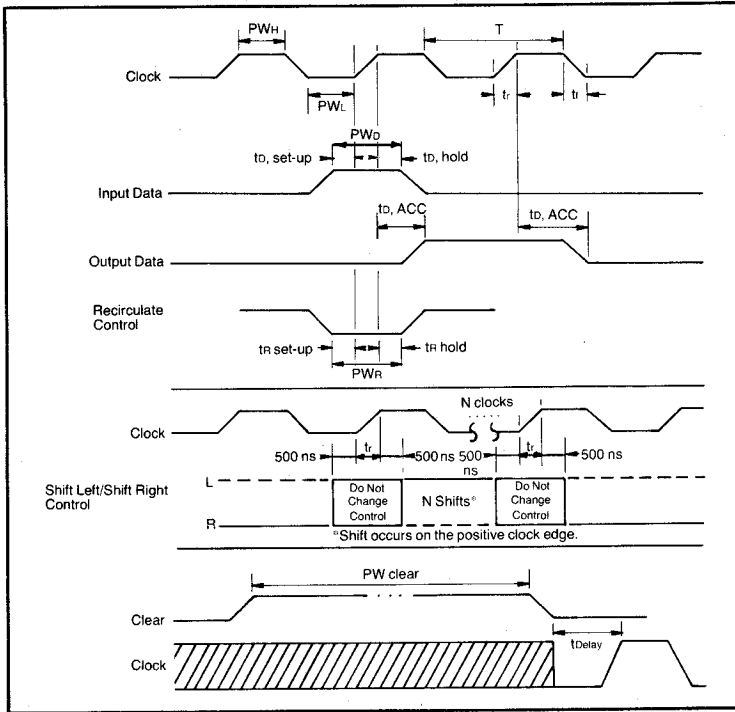 PWH
T
Clock
PWL
tr
tf
PWD
tD, set-up
tD, hold
Input Data
tD, ACC
tD, ACC
Output Data
Recirculate
Control
tR set-up
tR hold
PWR
N clocks
Clock
500 ns
tr
500 ns
500
ns
tr
500 ns
Shift Left/Shift Right
Control
L
R
Do Not
Change
Control
N Shifts*
Do Not
Change
Control
*Shift occurs on the positive clock edge.
PW clear
Clear
tDelay
Clock